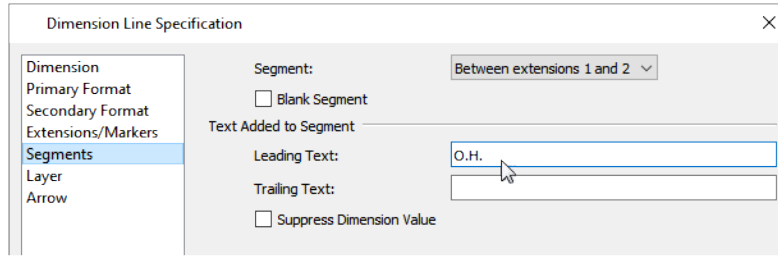 Dimension Line Specification
Dimension
Primary Format
Secondary Format
Extensions/Markers
Segments
Layer
Arrow
Segment: Between extensions 1 and 2
Blank Segment
Text Added to Segment
Leading Text: O.H.
Trailing Text:
Suppress Dimension Value